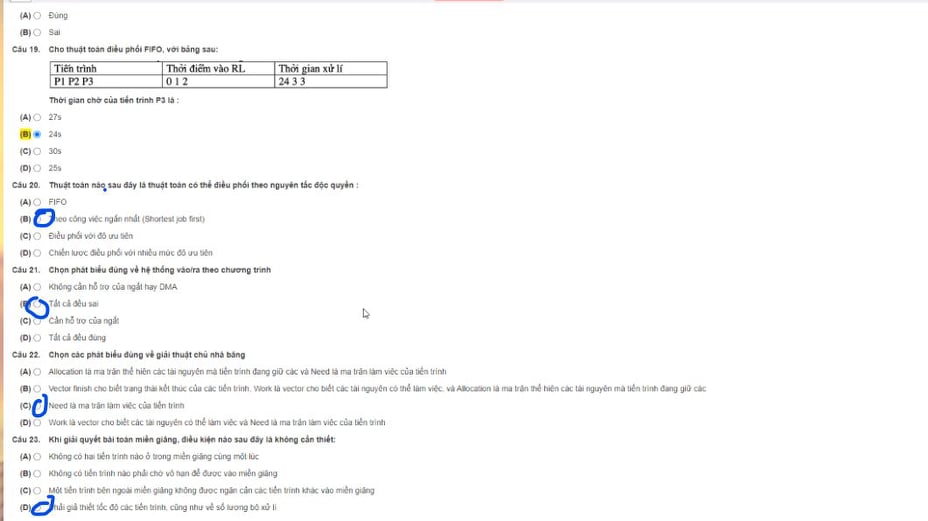 (A) Đúng
(B) Sai
Câu 19. Cho thuật toán điều phối FIFO, với bảng sau:
Tiến trình Thời điểm vào RL Thời gian xử lí
P1 P2 P3 0 1 2 24 3 3
Thời gian chờ của tiến trình P3 là :
(A) 27s
(B) 24s
(C) 30s
(D) 25s
Câu 20. Thuật toán nào sau đây là thuật toán có thể điều phối theo nguyên tắc độc quyền :
(A) FIFO
(B) heo công việc ngắn nhất (Shortest job first)
(C) Điều phối với độ ưu tiên
(D) Chiến lược điều phối với nhiều mức độ ưu tiên
Câu 21. Chọn phát biểu đúng về hệ thống vào/ra theo chương trình
(A) Không cần hỗ trợ của ngắt hay DMA
(B) Tất cả đều sai
(C) Cần hỗ trợ của ngắt
(D) Tất cả đều đúng
Câu 22. Chọn các phát biểu đúng về giải thuật chủ nhà băng
(A) Allocation là ma trận thể hiện các tài nguyên mà tiến trình đang giữ các và Need là ma trận làm việc của tiến trình
(B) Vector finish cho biết trạng thái kết thúc của các tiến trình, Work là vector cho biết các tài nguyên có thể làm việc, và Allocation là ma trận thể hiện các tài nguyên mà tiến trình đang giữ các
(C) Need là ma trận làm việc của tiến trình
(D) Work là vector cho biết các tài nguyên có thể làm việc và Need là ma trận làm việc của tiến trình
Câu 23. Khi giải quyết bài toán miền găng, điều kiện nào sau đây là không cần thiết:
(A) Không có hai tiến trình nào ở trong miền giăng cùng một lúc
(B) Không có tiến trình nào phải chờ vô hạn để được vào miền giăng
(C) Một tiến trình bên ngoài miền giăng không được ngăn cản các tiến trình khác vào miền giăng
(D) hải giả thiết tốc độ các tiến trình, cũng như về số lượng bộ xử lí